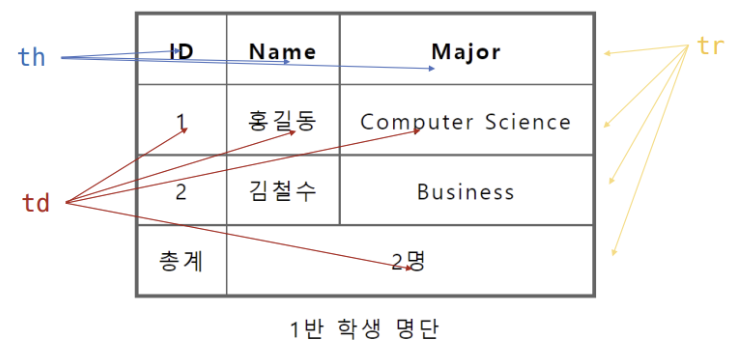 ID Name Major
th
tr
1 홍길동 Computer Science
2 김철수 Business
td
총계 2명
1반 학생 명단